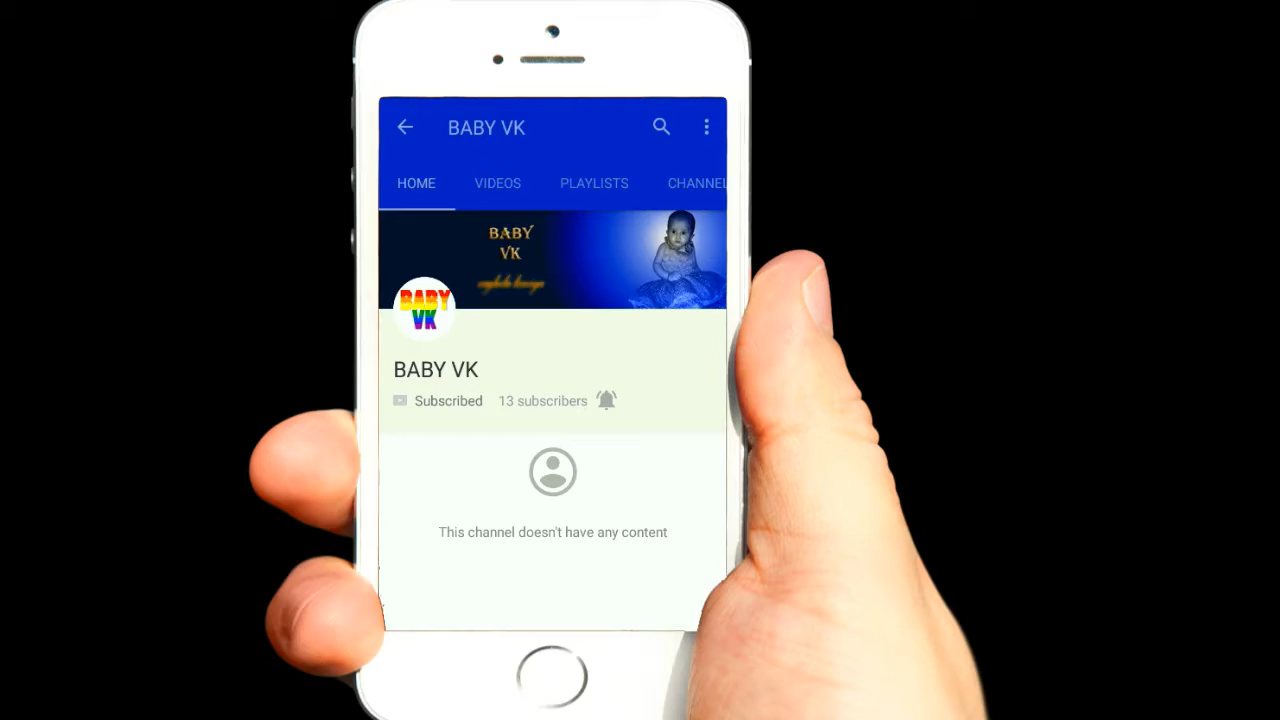 BABY VK
HOME VIDEOS PLAYLISTS CHANNEL
BABY
VK
BABY
VK
BABY VK
Subscribed 13 subscribers
This channel doesn't have any content